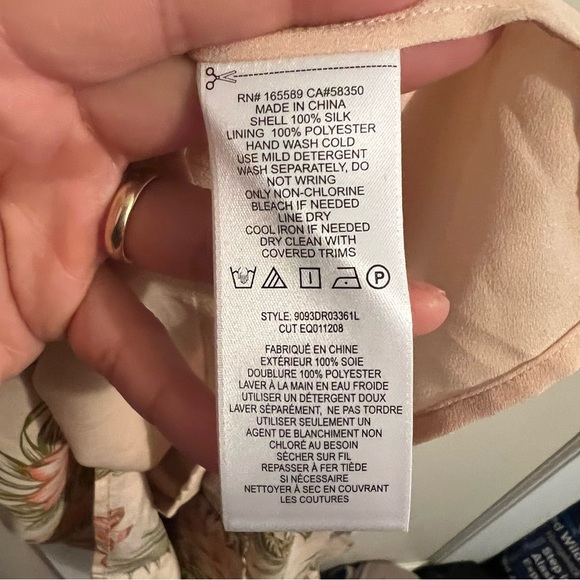 RN# 165589 CA#58350
MADE IN CHINA
SHELL 100% SILK
LINING 100% POLYESTER
HAND WASH COLD
USE MILD DETERGENT
WASH SEPARATELY, DO
NOT WRING
ONLY NON-CHLORINE
BLEACH IF NEEDED
LINE DRY
COOL IRON IF NEEDED
DRY CLEAN WITH
COVERED TRIMS
P
STYLE: 9093DR03361L
CUT EQ011208
FABRIQUÉ EN CHINE
EXTÉRIEUR 100% SOIE
DOUBLURE 100% POLYESTER
LAVER À LA MAIN EN EAU FROIDE
UTILISER UN DÉTERGENT DOUX
LAVER SÉPARÉMENT, NE PAS TORDRE
UTILISER SEULEMENT UN
AGENT DE BLANCHIMENT NON
CHLORÉ AU BESOIN
SÉCHER SUR FIL
REPASSER À FER TIÈDE
SI NÉCESSAIRE
NETTOYER À SEC EN COUVRANT
LES COUTURES